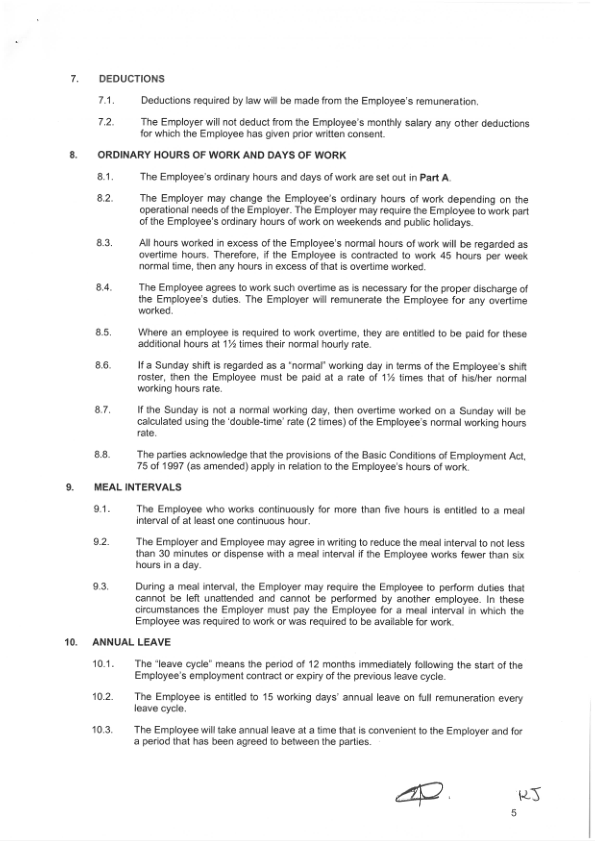 7. DEDUCTIONS
7.1. Deductions required by law will be made from the Employee's remuneration.
7.2. The Employer will not deduct from the Employee's monthly salary any other deductions
for which the Employee has given prior written consent.
8. ORDINARY HOURS OF WORK AND DAYS OF WORK
8.1. The Employee's ordinary hours and days of work are set out in Part A.
8.2. The Employer may change the Employee's ordinary hours of work depending on the
operational needs of the Employer. The Employer may require the Employee to work part
of the Employee's ordinary hours of work on weekends and public holidays.
8.3. All hours worked in excess of the Employee's normal hours of work will be regarded as
overtime hours. Therefore, if the Employee is contracted to work 45 hours per week
normal time, then any hours in excess of that is overtime worked.
8.4. The Employee agrees to work such overtime as is necessary for the proper discharge of
the Employee's duties. The Employer will remunerate the Employee for any overtime
worked.
8.5. Where an employee is required to work overtime, they are entitled to be paid for these
additional hours at 1½ times their normal hourly rate.
8.6. If a Sunday shift is regarded as a "normal" working day in terms of the Employee's shift
roster, then the Employee must be paid at a rate of 1½ times that of his/her normal
working hours rate.
8.7. If the Sunday is not a normal working day, then overtime worked on a Sunday will be
calculated using the 'double-time' rate (2 times) of the Employee's normal working hours
rate.
8.8. The parties acknowledge that the provisions of the Basic Conditions of Employment Act,
75 of 1997 (as amended) apply in relation to the Employee's hours of work.
9. MEAL INTERVALS
9.1. The Employee who works continuously for more than five hours is entitled to a meal
interval of at least one continuous hour.
9.2. The Employer and Employee may agree in writing to reduce the meal interval to not less
than 30 minutes or dispense with a meal interval if the Employee works fewer than six
hours in a day.
9.3. During a meal interval, the Employer may require the Employee to perform duties that
cannot be left unattended and cannot be performed by another employee. In these
circumstances the Employer must pay the Employee for a meal interval in which the
Employee was required to work or was required to be available for work.
10. ANNUAL LEAVE
10.1. The "leave cycle" means the period of 12 months immediately following the start of the
Employee's employment contract or expiry of the previous leave cycle.
10.2. The Employee is entitled to 15 working days' annual leave on full remuneration every
leave cycle.
10.3. The Employee will take annual leave at a time that is convenient to the Employer and for
a period that has been agreed to between the parties.
RJ
5